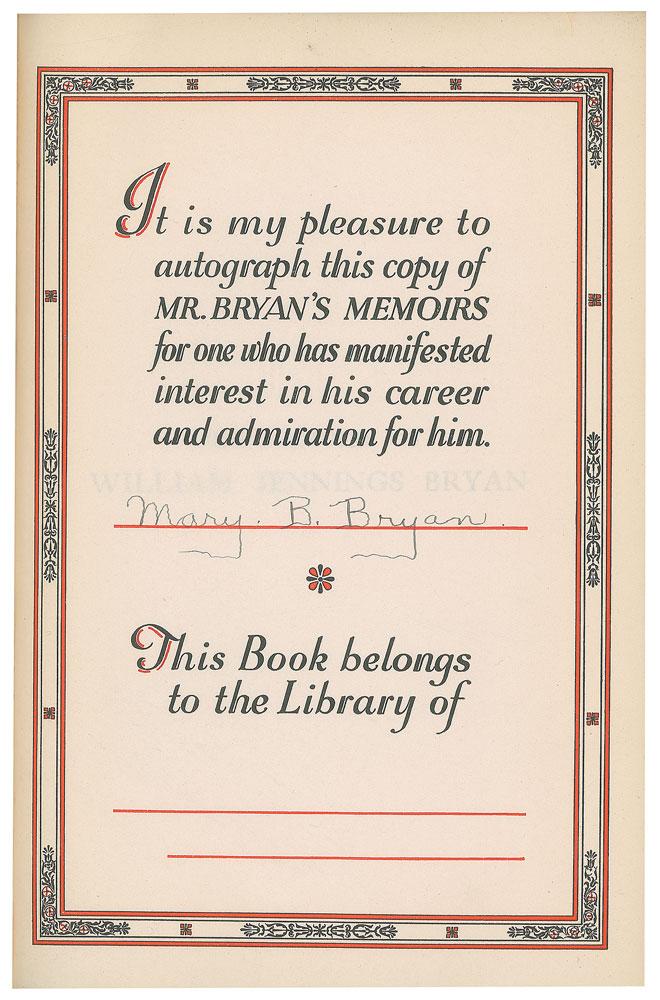 It is my pleasure to
autograph this copy of
MR. BRYAN'S MEMOIRS
for one who has manifested
interest in his career
and admiration for him.
WILLIAM JENNINGS BRYAN
Mary. B. Bryan.
This Book belongs
to the Library of